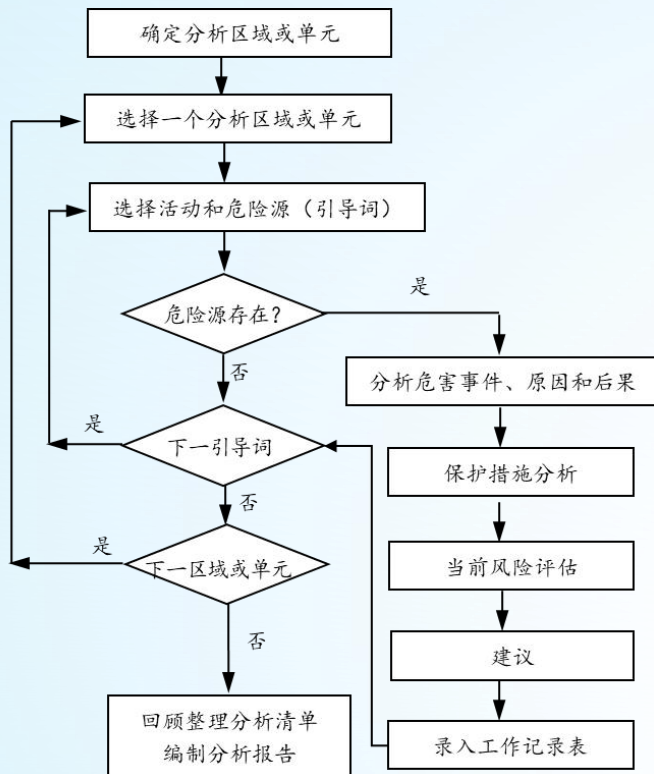 确定分析区域或单元
选择一个分析区域或单元
选择活动和危险源（引导词）
危险源存在？
是
否
分析危害事件、原因和后果
是
下一引导词
保护措施分析
否
是
下一区域或单元
当前风险评估
否
建议
回顾整理分析清单
编制分析报告
录入工作记录表